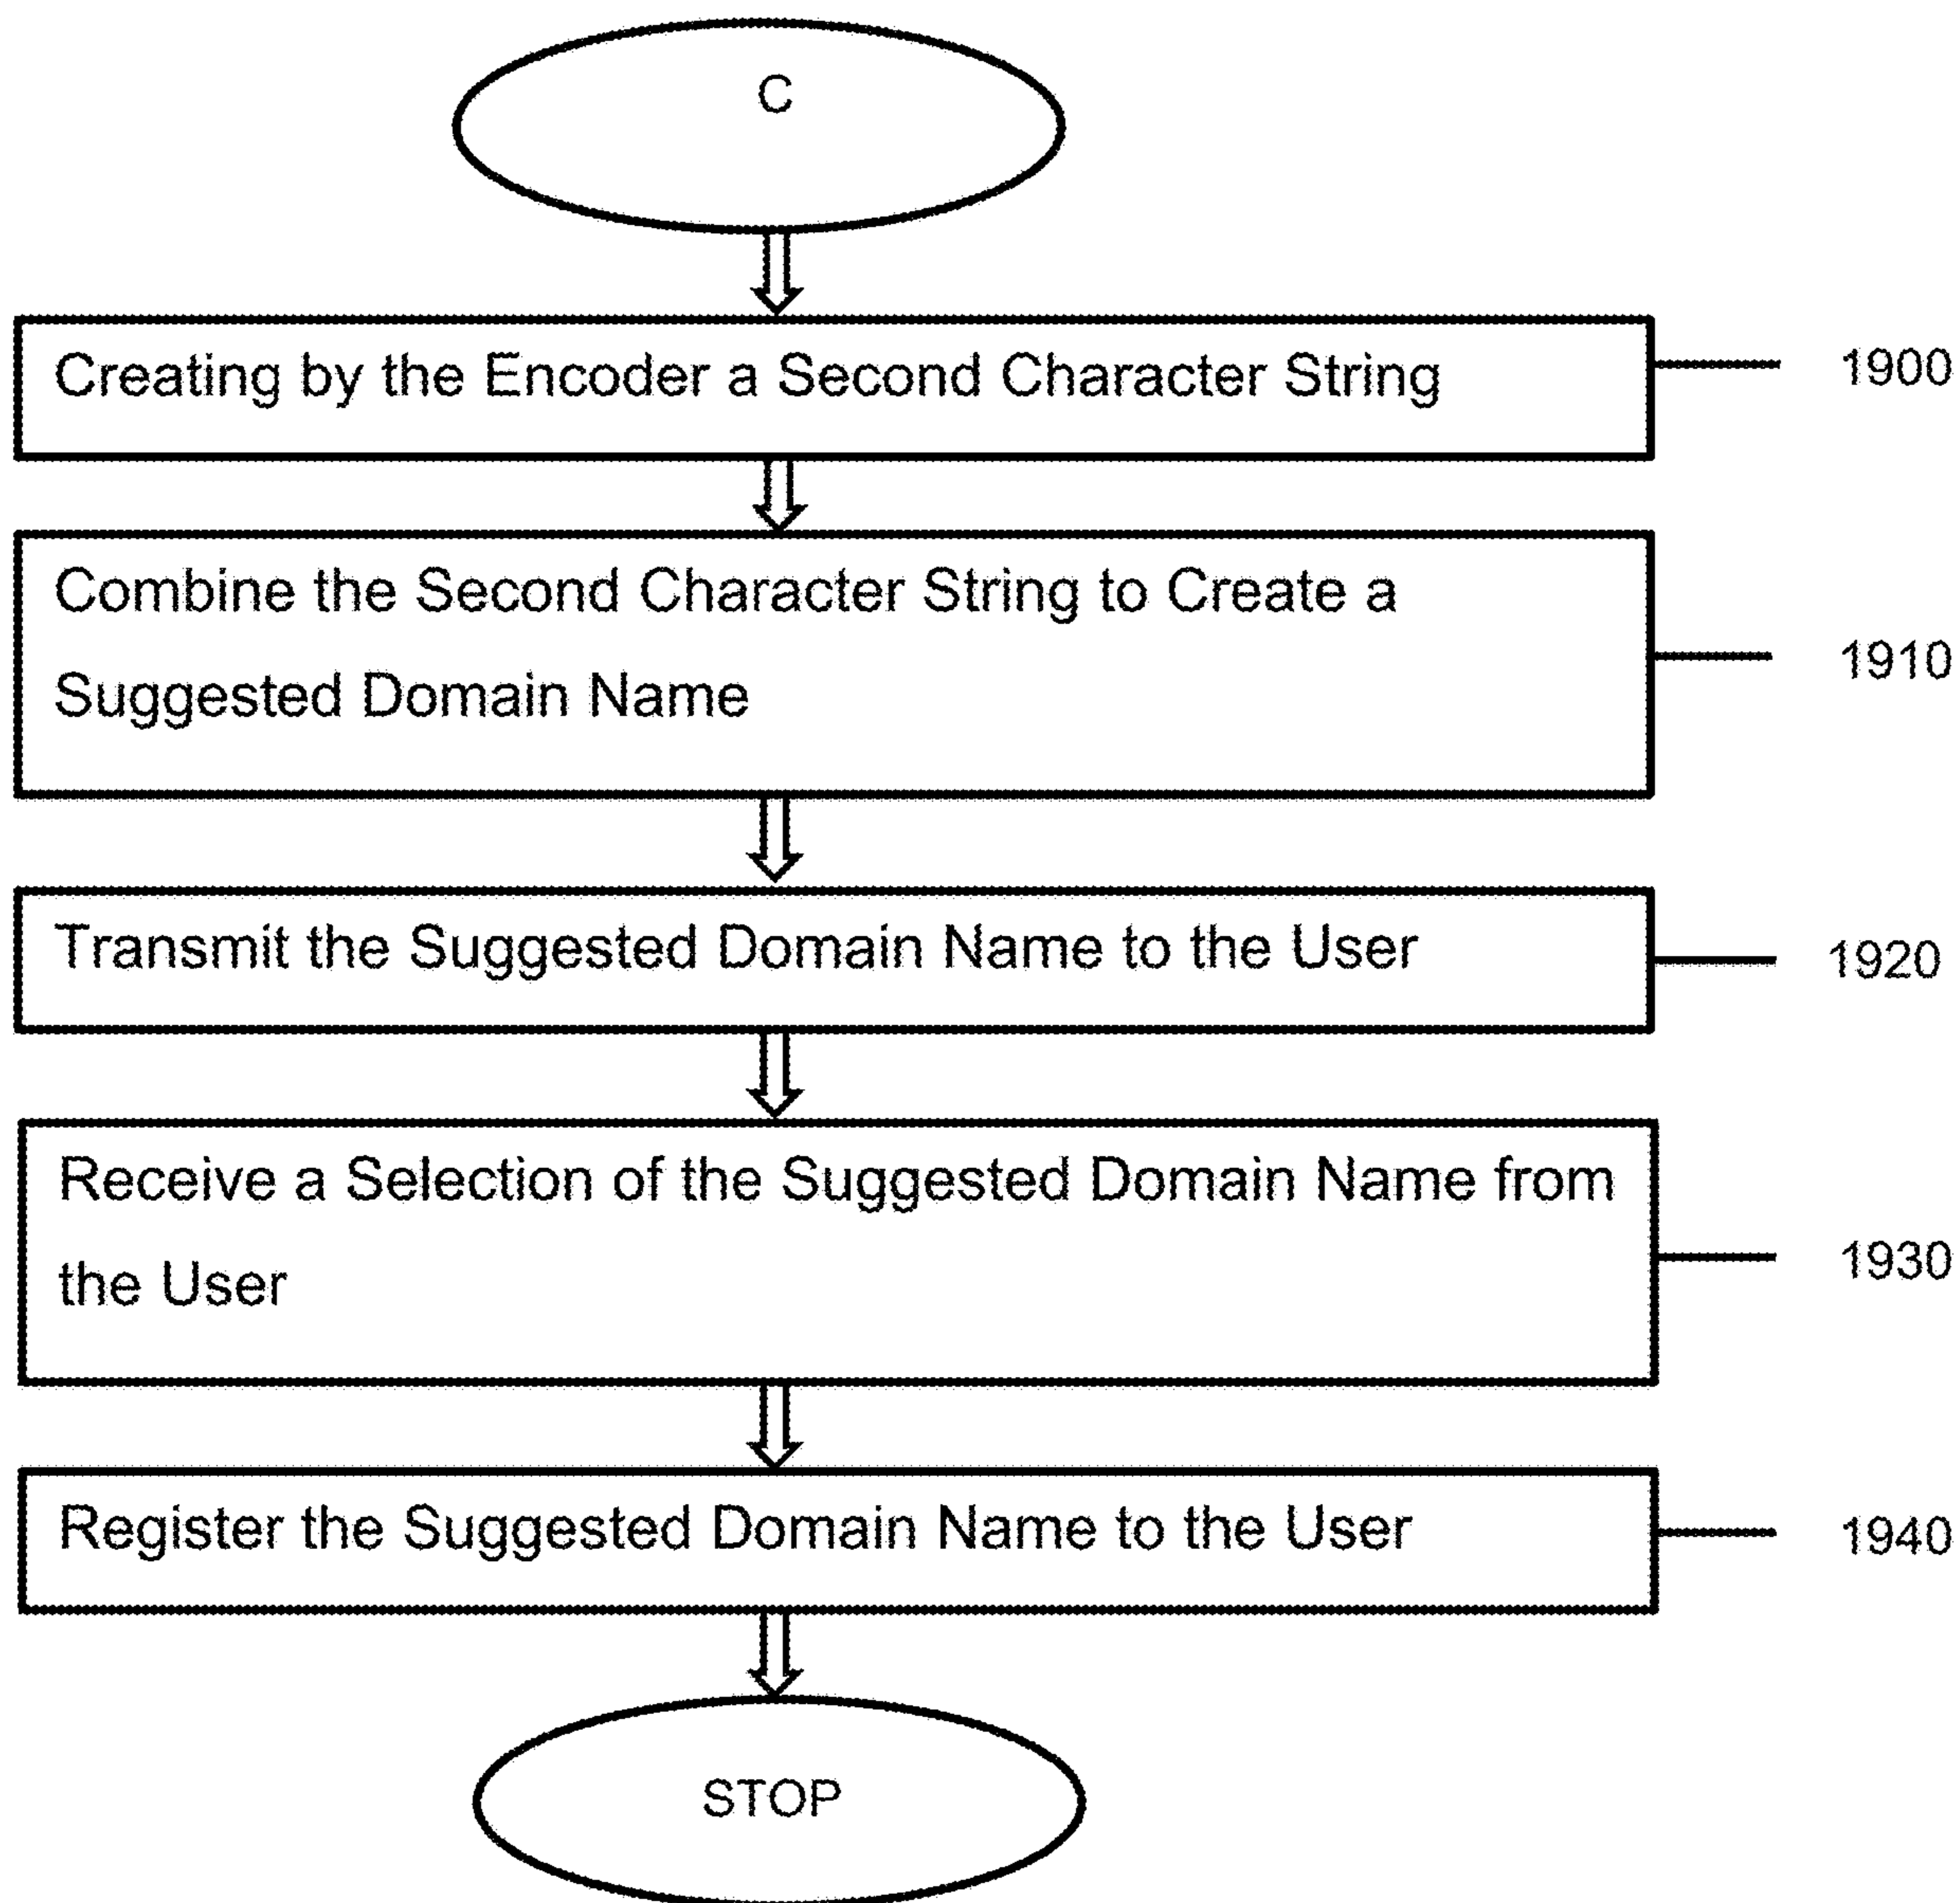 C
Creating by the Encoder a Second Character String
1900
Combine the Second Character String to Create a
Suggested Domain Name
1910
Transmit the Suggested Domain Name to the User
1920
Receive a Selection of the Suggested Domain Name from
the User
1930
Register the Suggested Domain Name to the User
1940
STOP